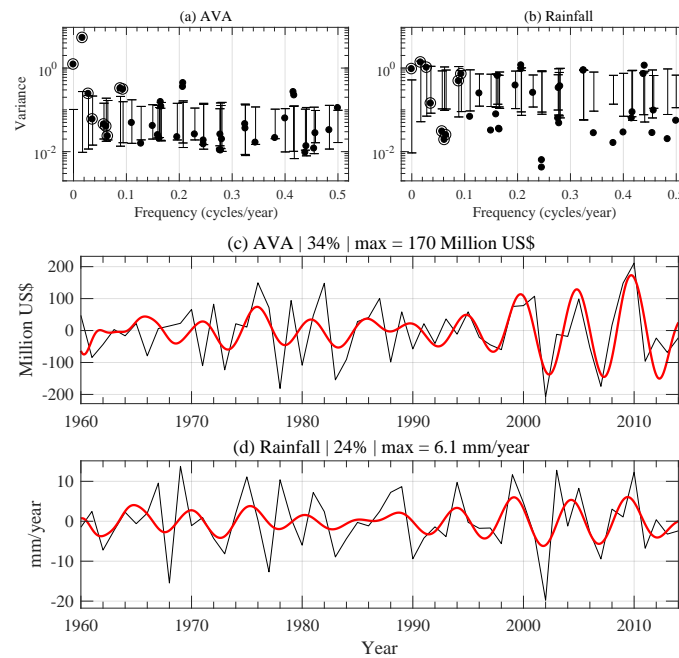 (a) AVA
(b) Rainfall
Variance
10^0
10^-2
0 0.1 0.2 0.3 0.4 0.5
Frequency (cycles/year)
10^0
10^-2
0 0.1 0.2 0.3 0.4 0.5
Frequency (cycles/year)
(c) AVA | 34% | max = 170 Million US$
Million US$
200
100
0
-100
-200
1960 1970 1980 1990 2000 2010
(d) Rainfall | 24% | max = 6.1 mm/year
mm/year
10
0
-10
-20
1960 1970 1980 1990 2000 2010
Year